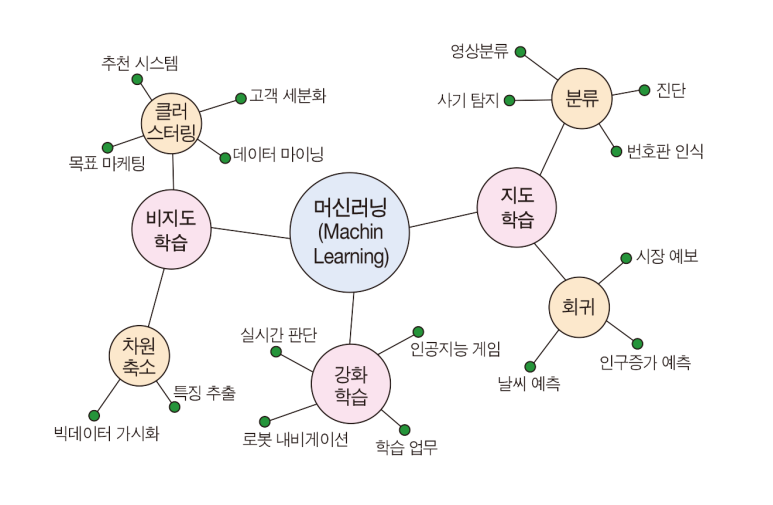 영상분류
추천 시스템
진단
고객 세분화
분류
사기 탐지
클러
스터링
번호판 인식
데이터 마이닝
목표 마케팅
지도
학습
머신러닝
(Machin
Learning)
비지도
학습
시장 예보
회귀
실시간 판단
인공지능 게임
차원
축소
인구증가 예측
강화
학습
날씨 예측
특징 추출
빅데이터 가시화
로봇 내비게이션
학습 업무